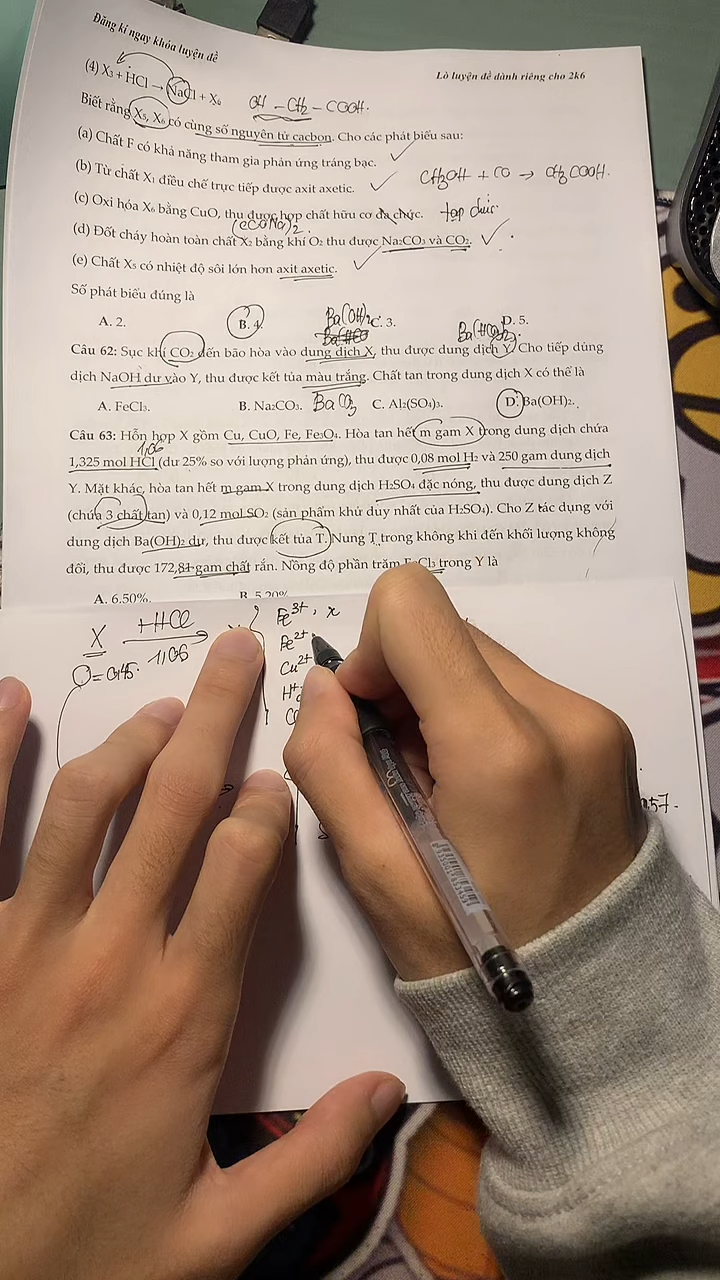 Đăng kí ngay khóa luyện đề
Lò luyện đề dành riêng cho 2k6
(4) X₃ + HCl → NaCl + X₆
OH – CH₂ – COOH.
Biết rằng X₅, X₆ có cùng số nguyên tử cacbon. Cho các phát biểu sau:
(a) Chất F có khả năng tham gia phản ứng tráng bạc.
CH₃OH + CO → CH₃COOH.
(b) Từ chất X₁ điều chế trực tiếp được axit axetic.
(c) Oxi hóa X₆ bằng CuO, thu được hợp chất hữu cơ đa chức. tạp chức.
(d) Đốt cháy hoàn toàn chất X₂ bằng khí O₂ thu được Na₂CO₃ và CO₂.
(e) Chất X₅ có nhiệt độ sôi lớn hơn axit axetic.
Số phát biểu đúng là
A. 2. B. 4. C. 3. D. 5.
Ba(OH)₂
Câu 62: Sục khí CO₂ đến bão hòa vào dung dịch X, thu được dung dịch Y. Cho tiếp dung
dịch NaOH dư vào Y, thu được kết tủa màu trắng. Chất tan trong dung dịch X có thể là
A. FeCl₃. B. Na₂CO₃. BaCO₃ C. Al₂(SO₄)₃. D. Ba(OH)₂.
Câu 63: Hỗn hợp X gồm Cu, CuO, Fe, Fe₃O₄. Hòa tan hết m gam X trong dung dịch chứa
1,06
1,325 mol HCl (dư 25% so với lượng phản ứng), thu được 0,08 mol H₂ và 250 gam dung dịch
Y. Mặt khác, hòa tan hết m gam X trong dung dịch H₂SO₄ đặc nóng, thu được dung dịch Z
(chứa 3 chất tan) và 0,12 mol SO₂ (sản phẩm khử duy nhất của H₂SO₄). Cho Z tác dụng với
dung dịch Ba(OH)₂ dư, thu được kết tủa T. Nung T trong không khí đến khối lượng không
đổi, thu được 172,81 gam chất rắn. Nồng độ phần trăm FeCl₃ trong Y là
A. 6.50%. B. 5.20%
X +HCl 1,06
Fe³⁺: x
Fe²⁺
Cu²⁺
H⁺
O = 0,45.